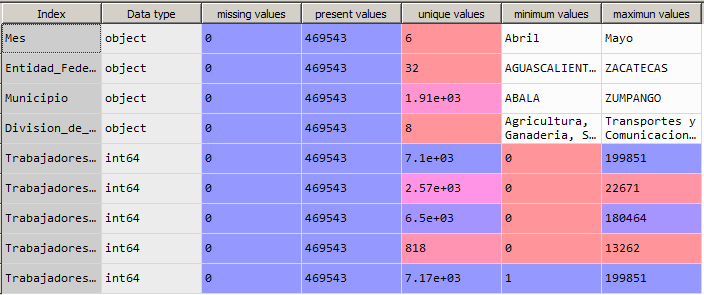 Index Data type missing values present values unique values minimum values maximun values
Mes object 0 469543 6 Abril Mayo
Entidad_Fede... object 0 469543 32 AGUASCALIENT... ZACATECAS
Municipio object 0 469543 1.91e+03 ABALA ZUMPANGO
Division_de_... object 0 469543 8 Agricultura, Ganaderia, S... Transportes y Comunicacion...
Trabajadores... int64 0 469543 7.1e+03 0 199851
Trabajadores... int64 0 469543 2.57e+03 0 22671
Trabajadores... int64 0 469543 6.5e+03 0 180464
Trabajadores... int64 0 469543 818 0 13262
Trabajadores... int64 0 469543 7.17e+03 1 199851